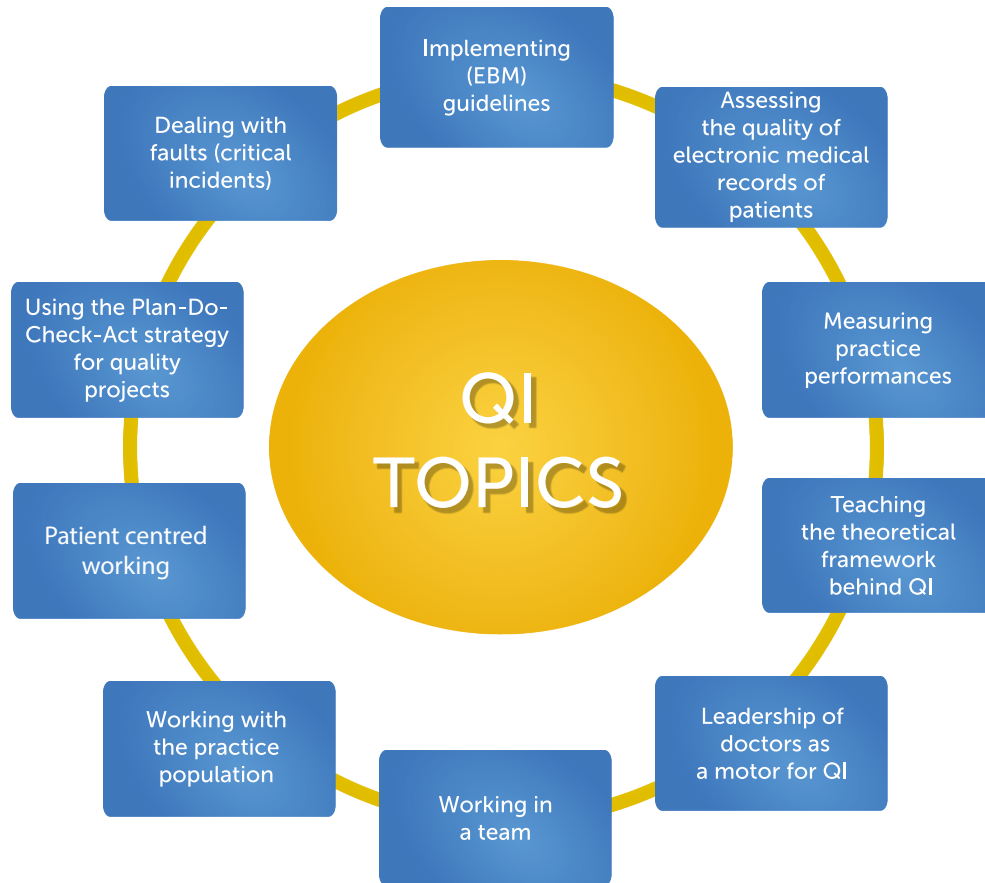 Implementing
(EBM)
guidelines
Assessing
the quality of
electronic medical
records of
patients
Measuring
practice
performances
Teaching
the theoretical
framework
behind QI
Leadership of
doctors as
a motor for QI
Working in
a team
Working with
the practice
population
Patient centred
working
Using the Plan-Do-
Check-Act strategy
for quality
projects
Dealing with
faults (critical
incidents)
QI
TOPICS